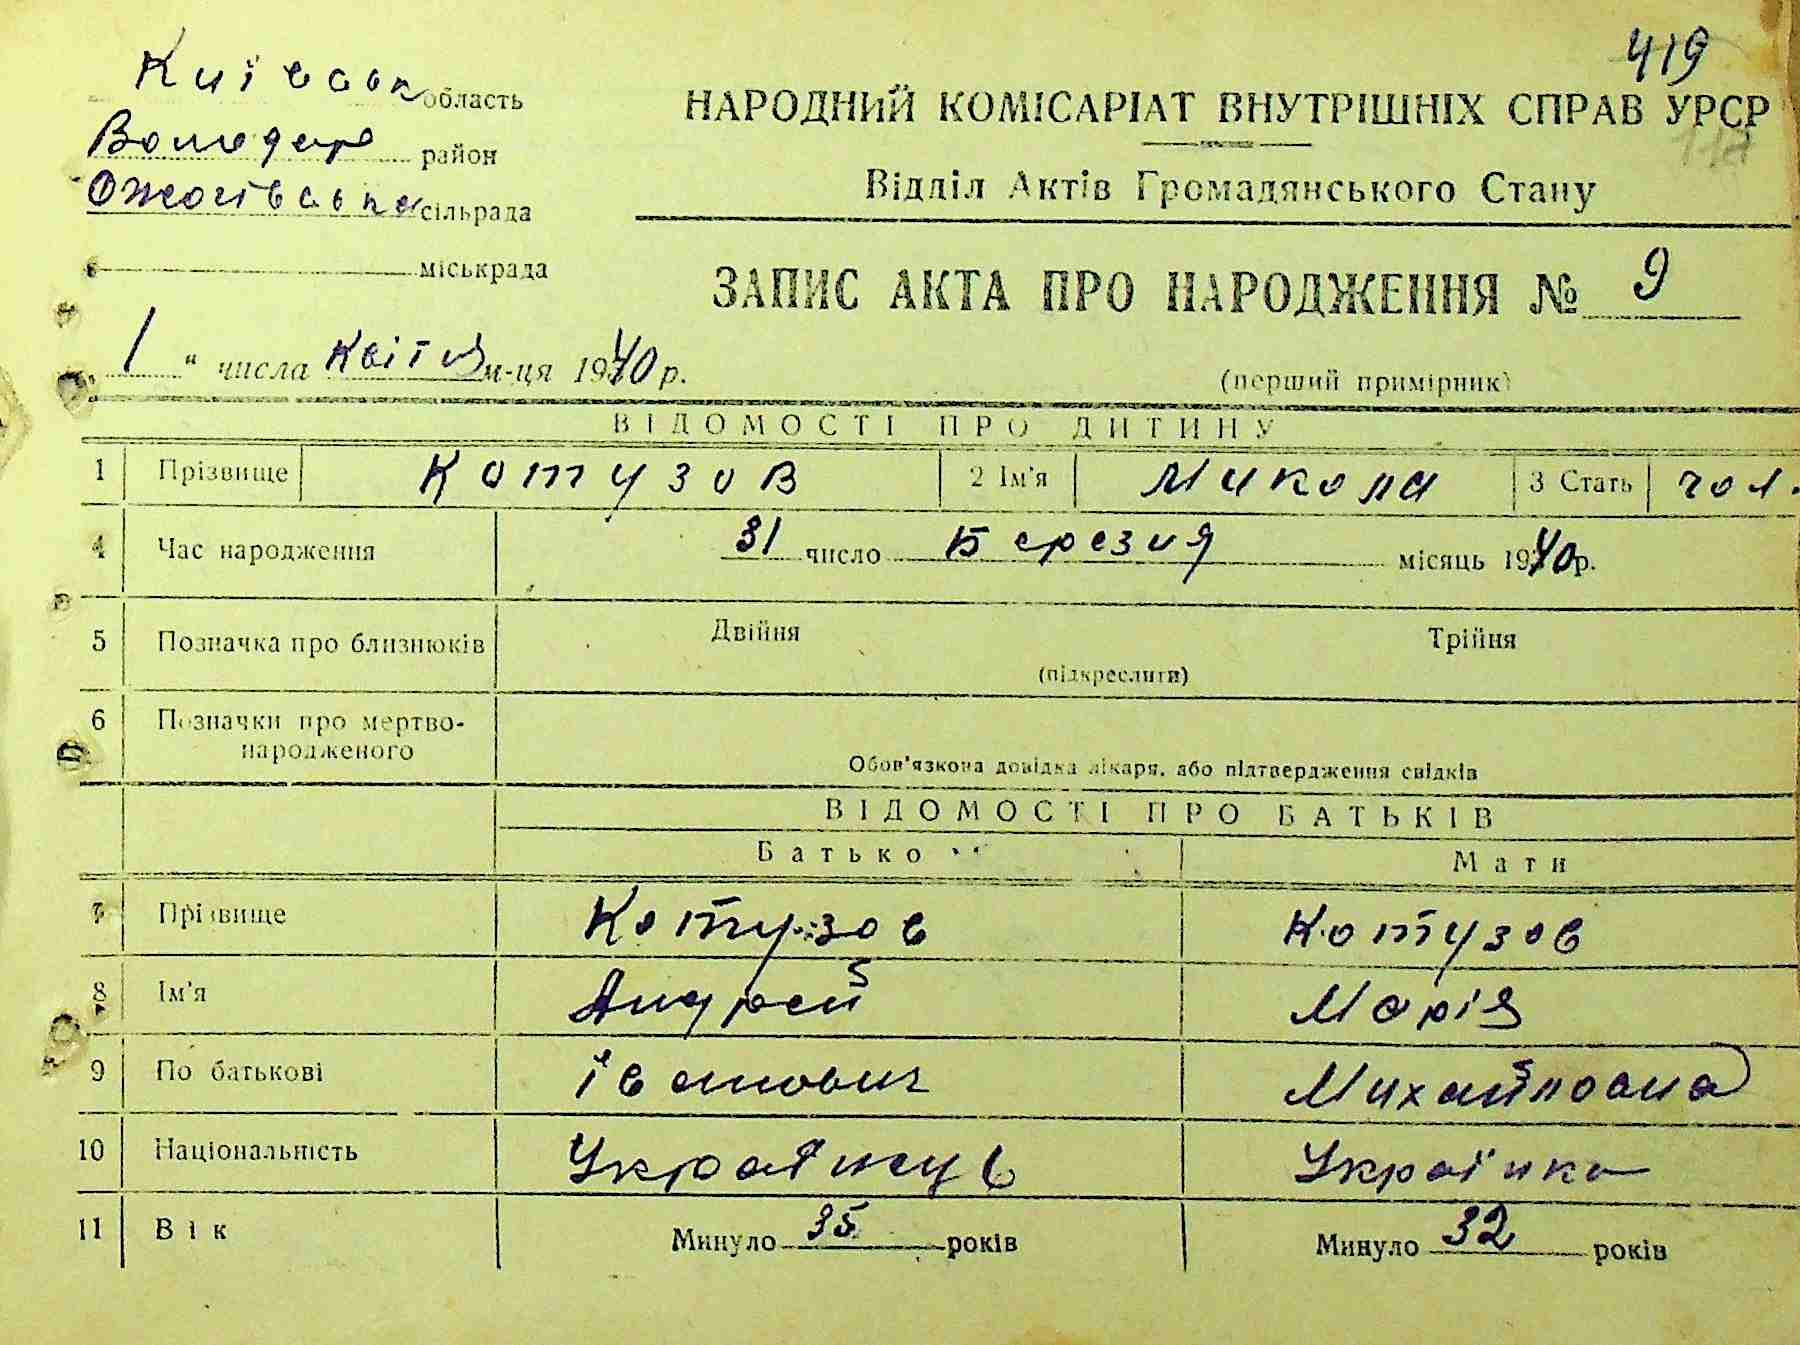 419
Київськ область
НАРОДНИЙ КОМІСАРІАТ ВНУТРІШНІХ СПРАВ УРСР
117
Володар район
Ожогівська сільрада
Відділ Актів Громадянського Стану
міськрада
ЗАПИС АКТА ПРО НАРОДЖЕННЯ № 9
1 " числа Квітня м-ця 1940 р.
(перший примірник)
ВІДОМОСТІ ПРО ДИТИНУ
1 Прізвище Котузов 2 Ім'я Микола 3 Стать чол.
4 Час народження 31 число Березня місяць 1940 р.
5 Позначка про близнюків Двійня Трійня
(підкреслити)
6 Позначки про мертво-
народженого
Обов'язкова довідка лікаря, або підтвердження свідків
ВІДОМОСТІ ПРО БАТЬКІВ
Батько Мати
7 Прізвище Котузов Котузов
8 Ім'я Андрей Марія
9 По батькові Іванович Михайловна
10 Національність Українець Українка
11 Вік Минуло 35 років Минуло 32 років